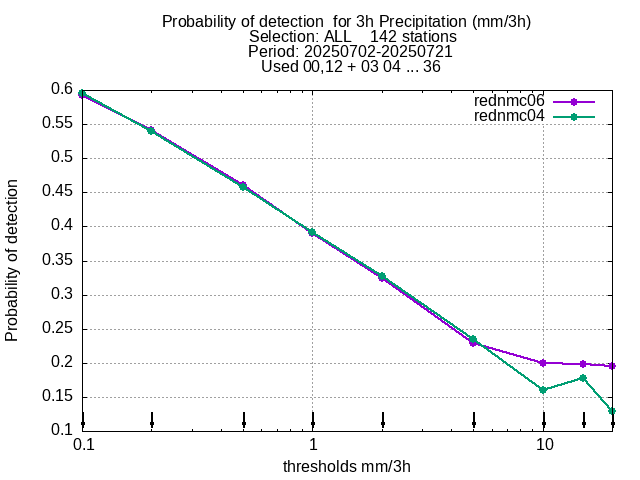 Probability of detection  for 3h Precipitation (mm/3h)
Selection: ALL    142 stations
Period: 20250702-20250721
Used 00,12 + 03 04 ... 36
rednmc06
rednmc04
0.6
0.55
0.5
0.45
0.4
0.35
0.3
0.25
0.2
0.15
0.1
Probability of detection
0.1 1 10
thresholds mm/3h